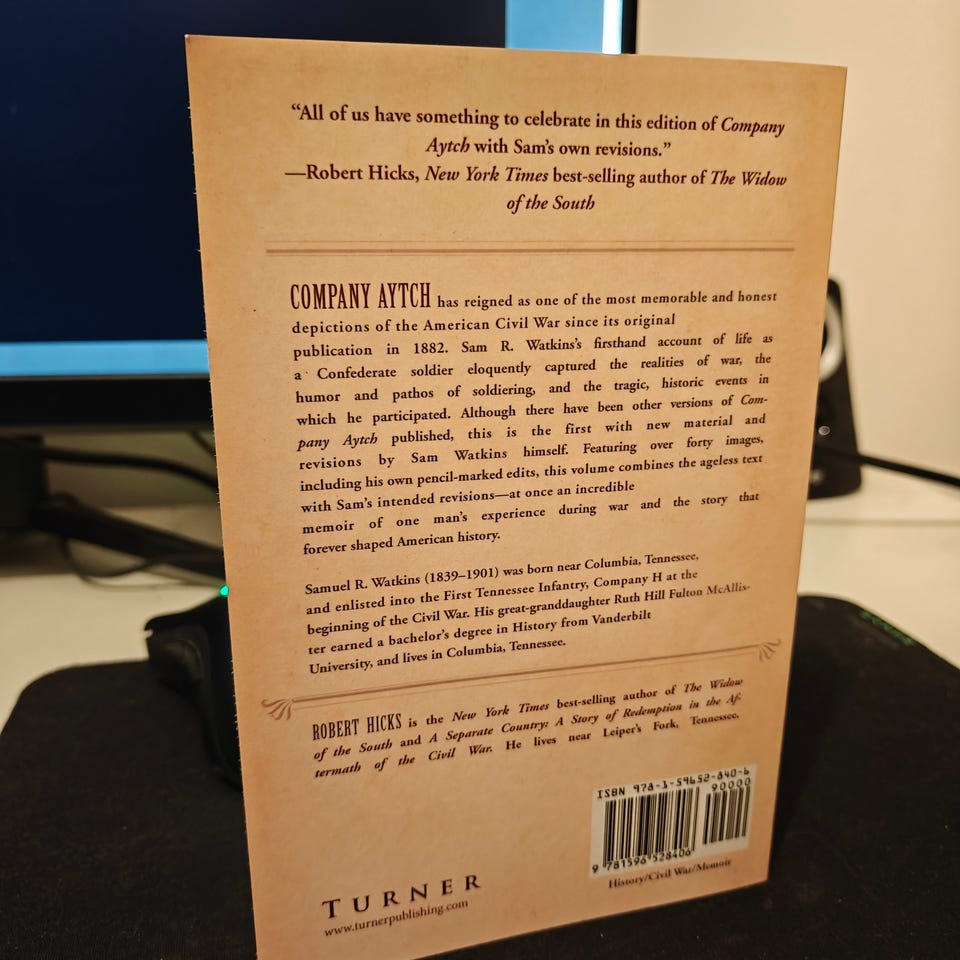 “All of us have something to celebrate in this edition of Company
Aytch with Sam’s own revisions.”
—Robert Hicks, New York Times best-selling author of The Widow
of the South
COMPANY AYTCH has reigned as one of the most memorable and honest
depictions of the American Civil War since its original
publication in 1882. Sam R. Watkins’s firsthand account of life as
a Confederate soldier eloquently captured the realities of war, the
humor and pathos of soldiering, and the tragic, historic events in
which he participated. Although there have been other versions of Com-
pany Aytch published, this is the first with new material and
revisions by Sam Watkins himself. Featuring over forty images,
including his own pencil-marked edits, this volume combines the ageless text
with Sam’s intended revisions—at once an incredible
memoir of one man’s experience during war and the story that
forever shaped American history.
Samuel R. Watkins (1839–1901) was born near Columbia, Tennessee,
and enlisted into the First Tennessee Infantry, Company H at the
beginning of the Civil War. His great-granddaughter Ruth Hill Fulton McAllis-
ter earned a bachelor’s degree in History from Vanderbilt
University, and lives in Columbia, Tennessee.
ROBERT HICKS is the New York Times best-selling author of The Widow
of the South and A Separate Country: A Story of Redemption in the Af-
termath of the Civil War. He lives near Leiper’s Fork, Tennessee.
ISBN 978-1-59652-840-6
90000
9 781596 528406
History/Civil War/Memoir
TURNER
www.turnerpublishing.com